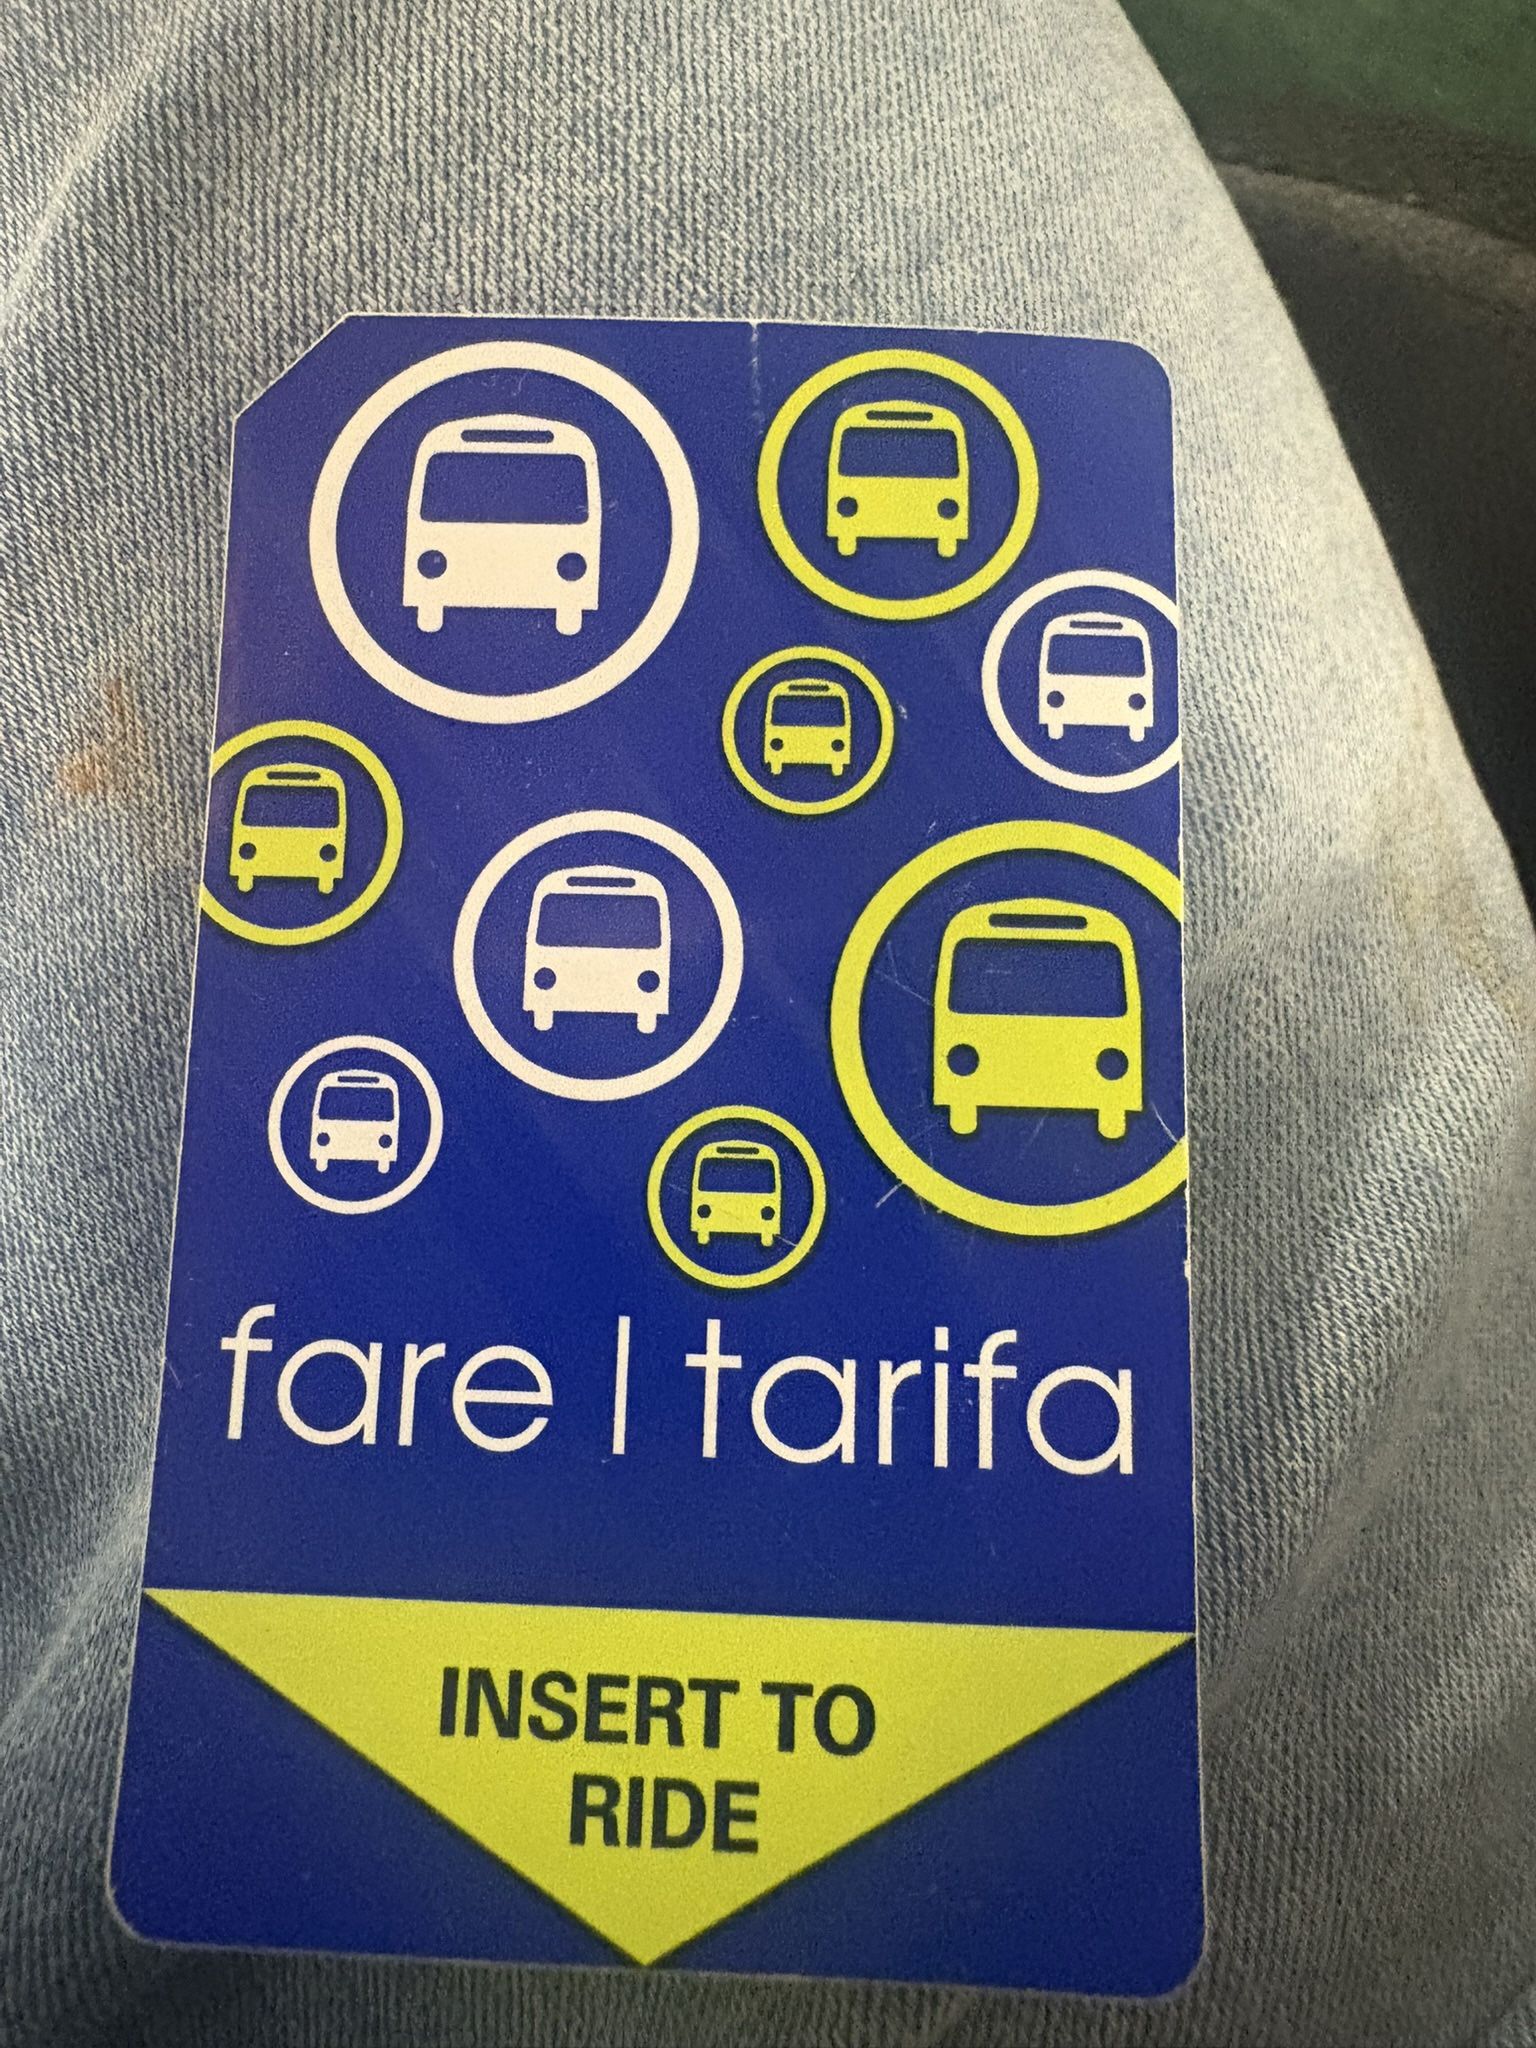 fare | tarifa
INSERT TO
RIDE